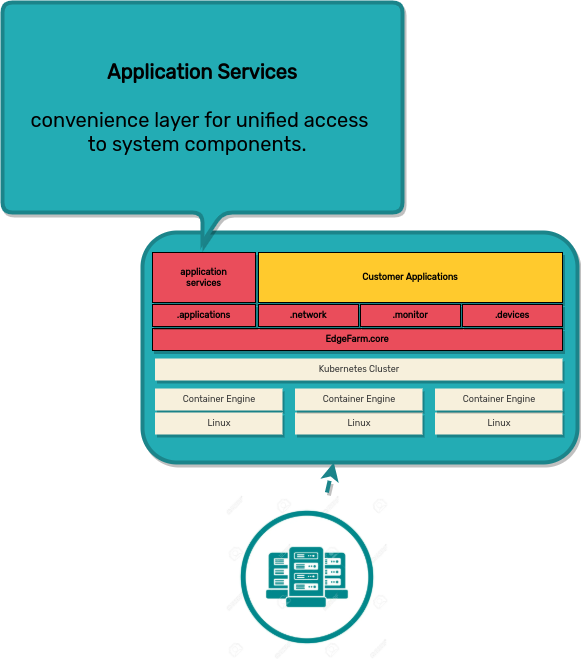 Application Services
convenience layer for unified access
to system components.
application
services
Customer Applications
.applications
.network
.monitor
.devices
EdgeFarm.core
Kubernetes Cluster
Container Engine
Container Engine
Container Engine
Linux
Linux
Linux